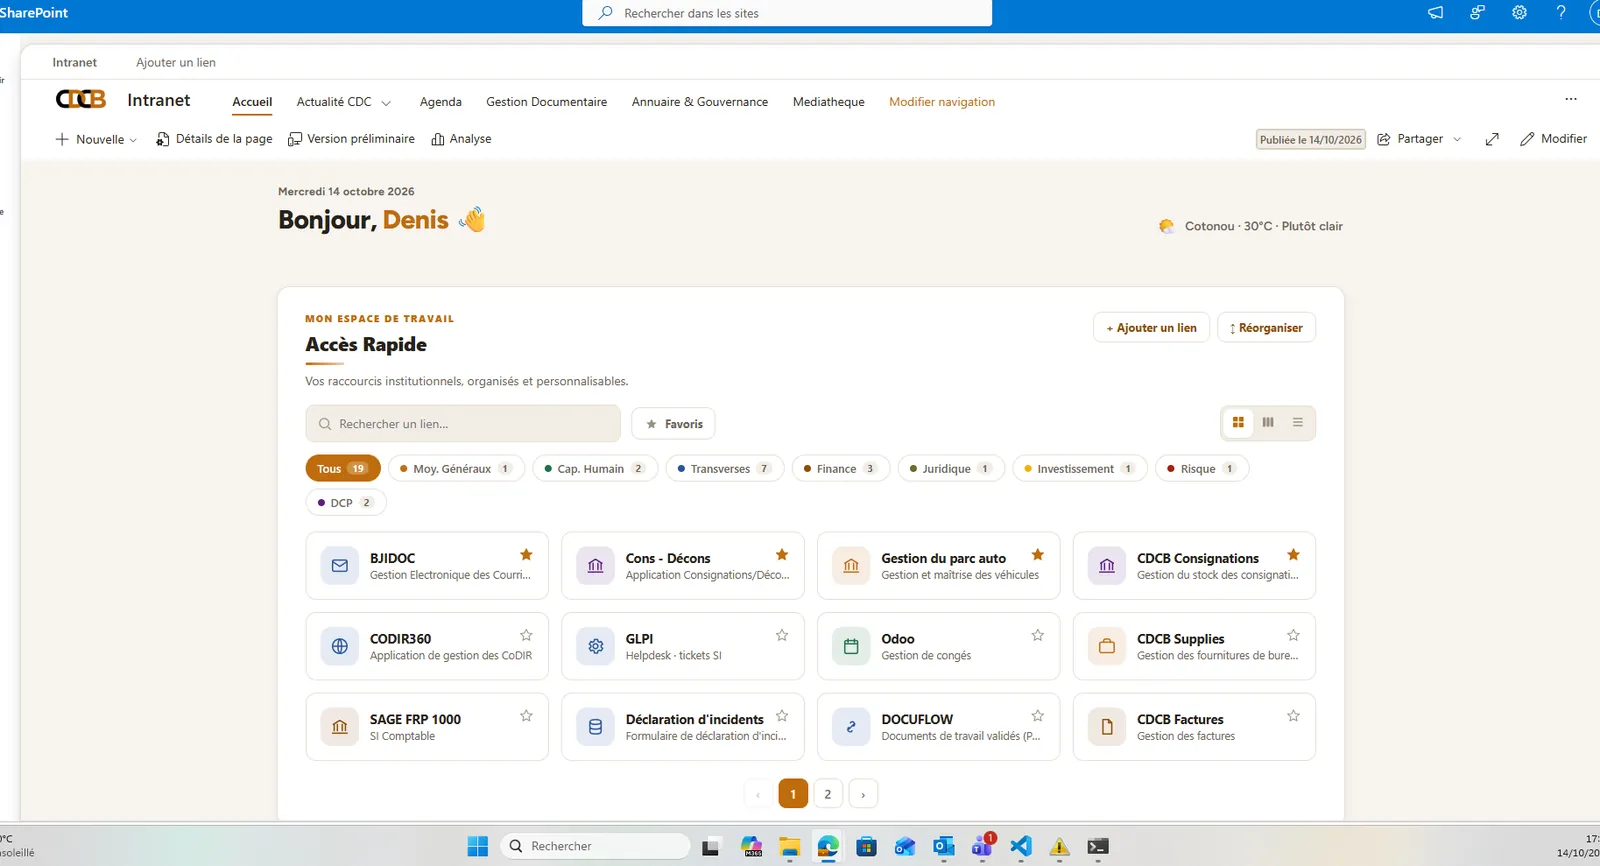 SharePoint
Rechercher dans les sites
Intranet
Ajouter un lien
CDCB
Intranet
Accueil
Actualité CDC
Agenda
Gestion Documentaire
Annuaire & Gouvernance
Mediatheque
Modifier navigation
Nouvelle
Détails de la page
Version préliminaire
Analyse
Publiée le 14/10/2026
Partager
Modifier
Mercredi 14 octobre 2026
Bonjour, Denis 👋
Cotonou · 30°C · Plutôt clair
MON ESPACE DE TRAVAIL
Accès Rapide
Vos raccourcis institutionnels, organisés et personnalisables.
+ Ajouter un lien
↕ Réorganiser
Rechercher un lien...
★ Favoris
Tous 19
Moy. Généraux 1
Cap. Humain 2
Transverses 7
Finance 3
Juridique 1
Investissement 1
Risque 1
DCP 2
BJIDOC
Gestion Electronique des Courri...
Cons - Décons
Application Consignations/Déco...
Gestion du parc auto
Gestion et maîtrise des véhicules
CDCB Consignations
Gestion du stock des consignati...
CODIR360
Application de gestion des CoDIR
GLPI
Helpdesk · tickets SI
Odoo
Gestion de congés
CDCB Supplies
Gestion des fournitures de bure...
SAGE FRP 1000
SI Comptable
Déclaration d'incidents
Formulaire de déclaration d'inci...
DOCUFLOW
Documents de travail validés (P...
CDCB Factures
Gestion des factures
‹ 1 2 ›
Rechercher
M365
1
17:
14/10/20